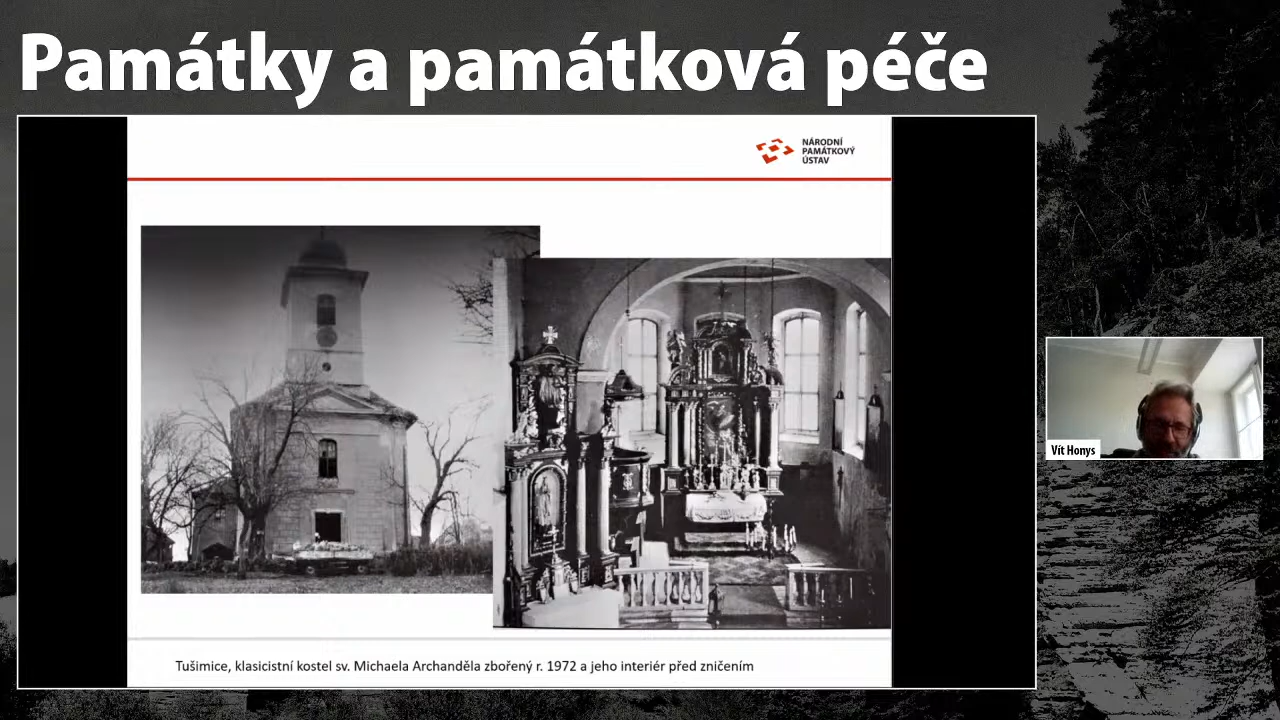 Památky a památková péče
NÁRODNÍ
PAMÁTKOVÝ
ÚSTAV
Vít Honys
Tušimice, klasicistní kostel sv. Michaela Archanděla zbořený r. 1972 a jeho interiér před zničením